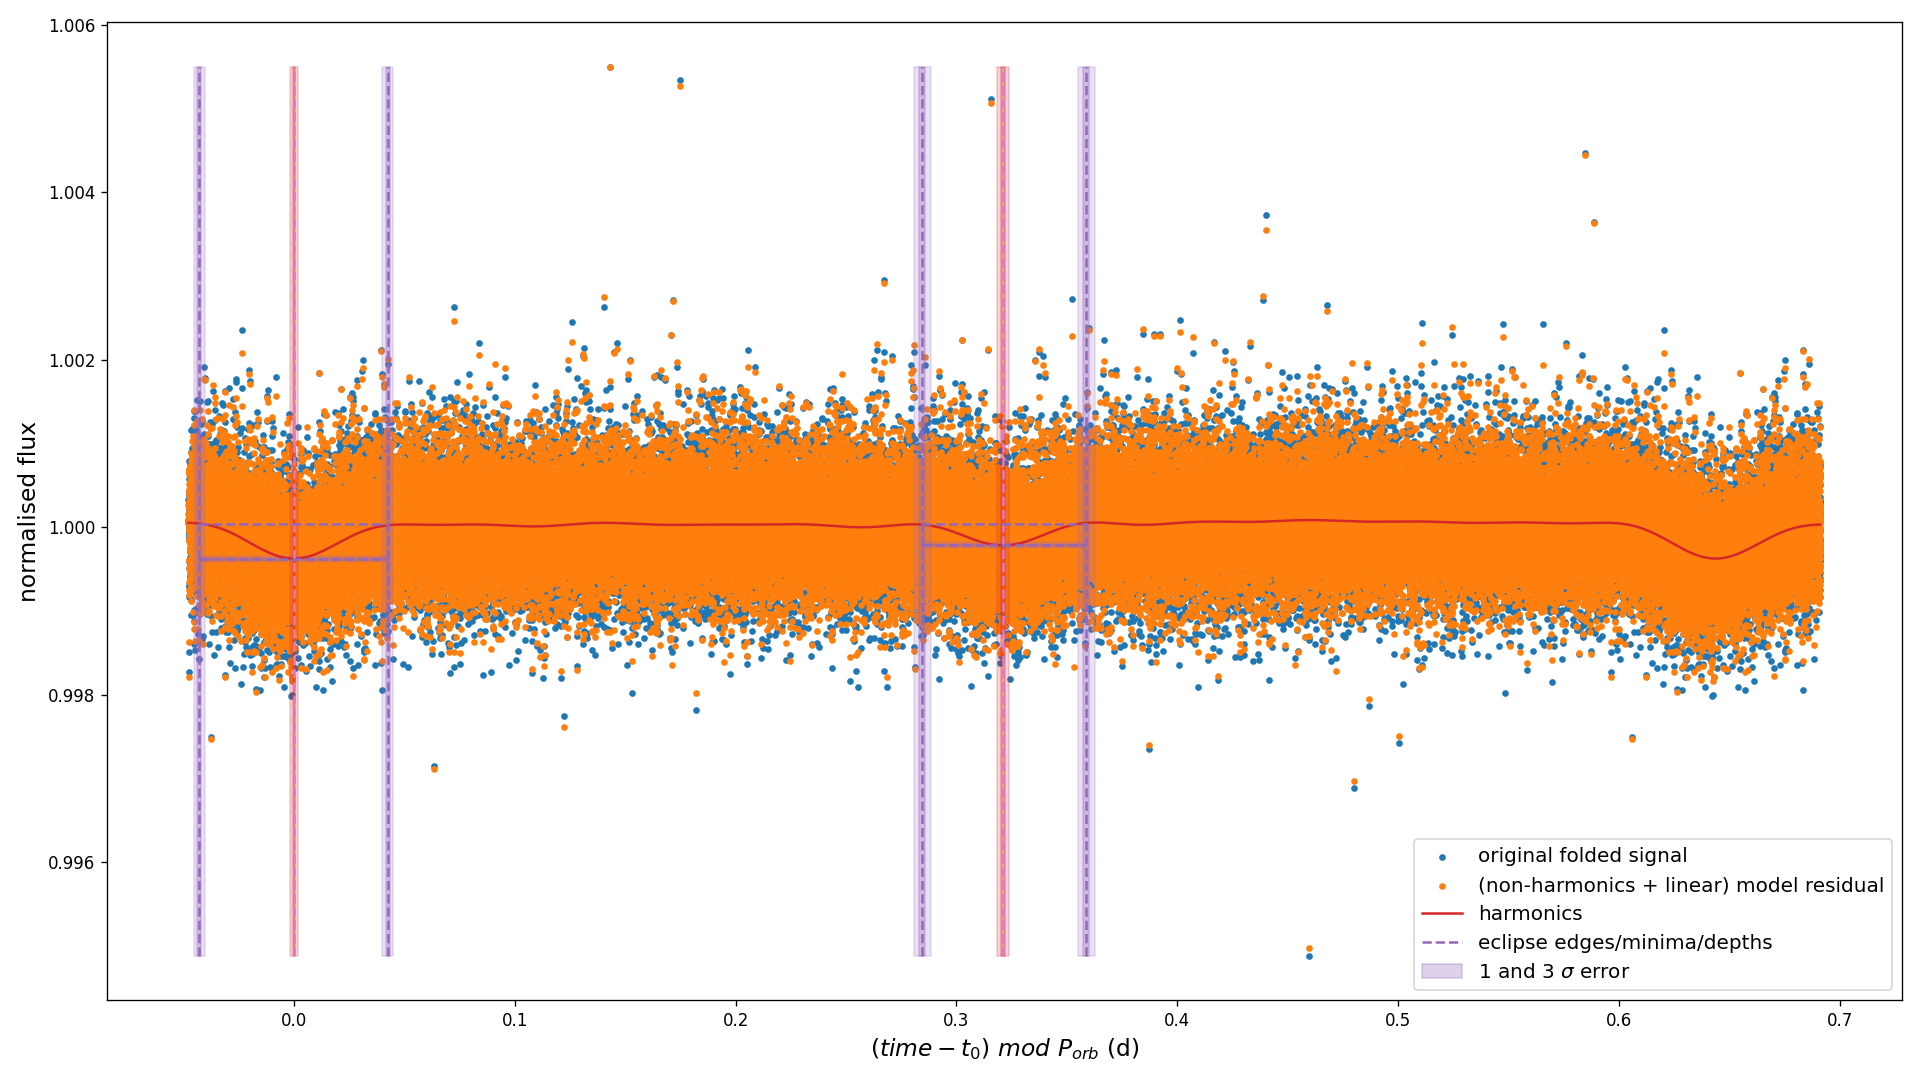 1.006
1.004
1.002
1.000
0.998
0.996
normalised flux
0.0 0.1 0.2 0.3 0.4 0.5 0.6 0.7
(time − t₀) mod Pₒᵣb (d)
original folded signal
(non-harmonics + linear) model residual
harmonics
eclipse edges/minima/depths
1 and 3 σ error